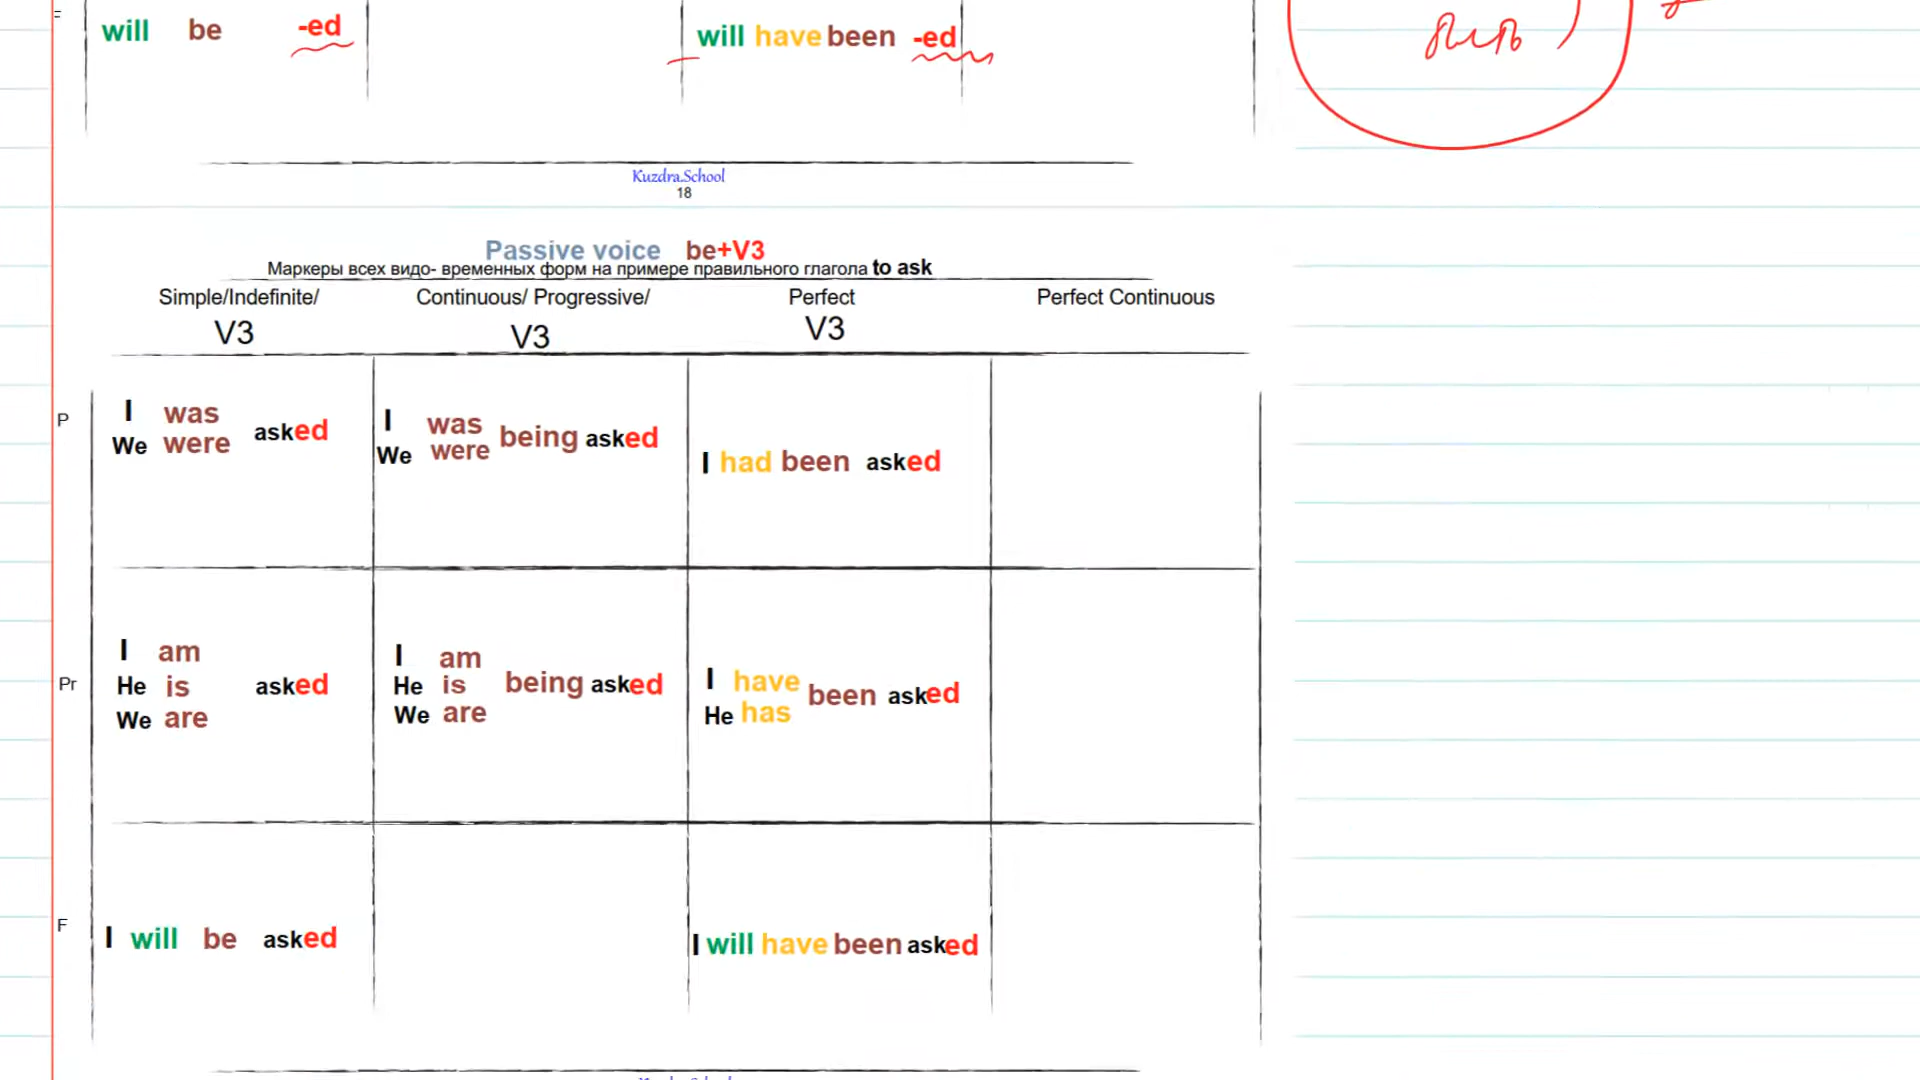 F
will be -ed
will have been -ed
Kuzdra.School
18
Passive voice be+V3
Маркеры всех видо- временных форм на примере правильного глагола to ask
Simple/Indefinite/ Continuous/ Progressive/ Perfect Perfect Continuous
V3 V3 V3
P
I was
We were asked
I was
We were being asked
I had been asked
Pr
I am
He is asked
We are
I am
He is being asked
We are
I have
He has been asked
F
I will be asked
I will have been asked